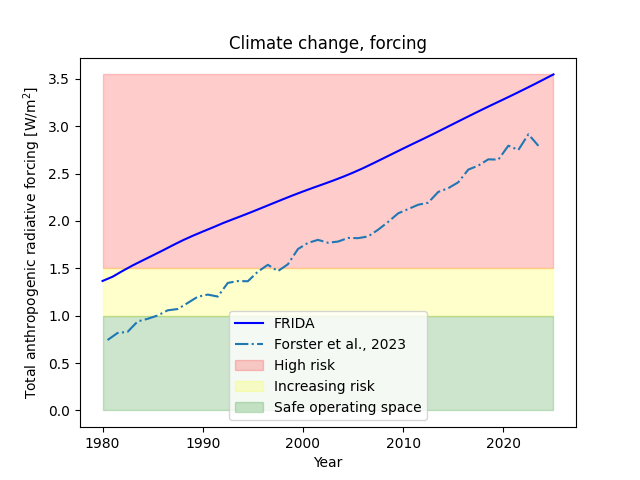 Climate change, forcing
Total anthropogenic radiative forcing [W/m²]
3.5
3.0
2.5
2.0
1.5
1.0
0.5
0.0
FRIDA
Forster et al., 2023
High risk
Increasing risk
Safe operating space
1980 1990 2000 2010 2020
Year